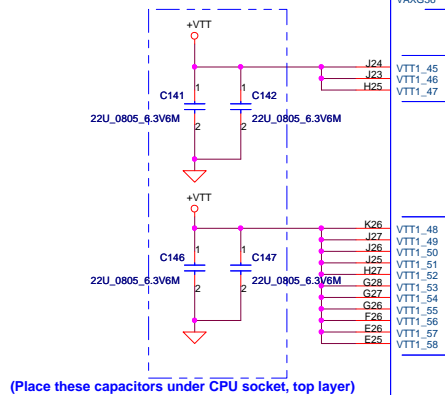 VAXG36
+VTT
J24 VTT1_45
J23 VTT1_46
H25 VTT1_47
1 1
C141 C142
22U_0805_6.3V6M 22U_0805_6.3V6M
2 2
+VTT
K26 VTT1_48
J27 VTT1_49
J26 VTT1_50
J25 VTT1_51
H27 VTT1_52
G28 VTT1_53
G27 VTT1_54
G26 VTT1_55
F26 VTT1_56
E26 VTT1_57
E25 VTT1_58
1 1
C146 C147
22U_0805_6.3V6M 22U_0805_6.3V6M
2 2
(Place these capacitors under CPU socket, top layer)